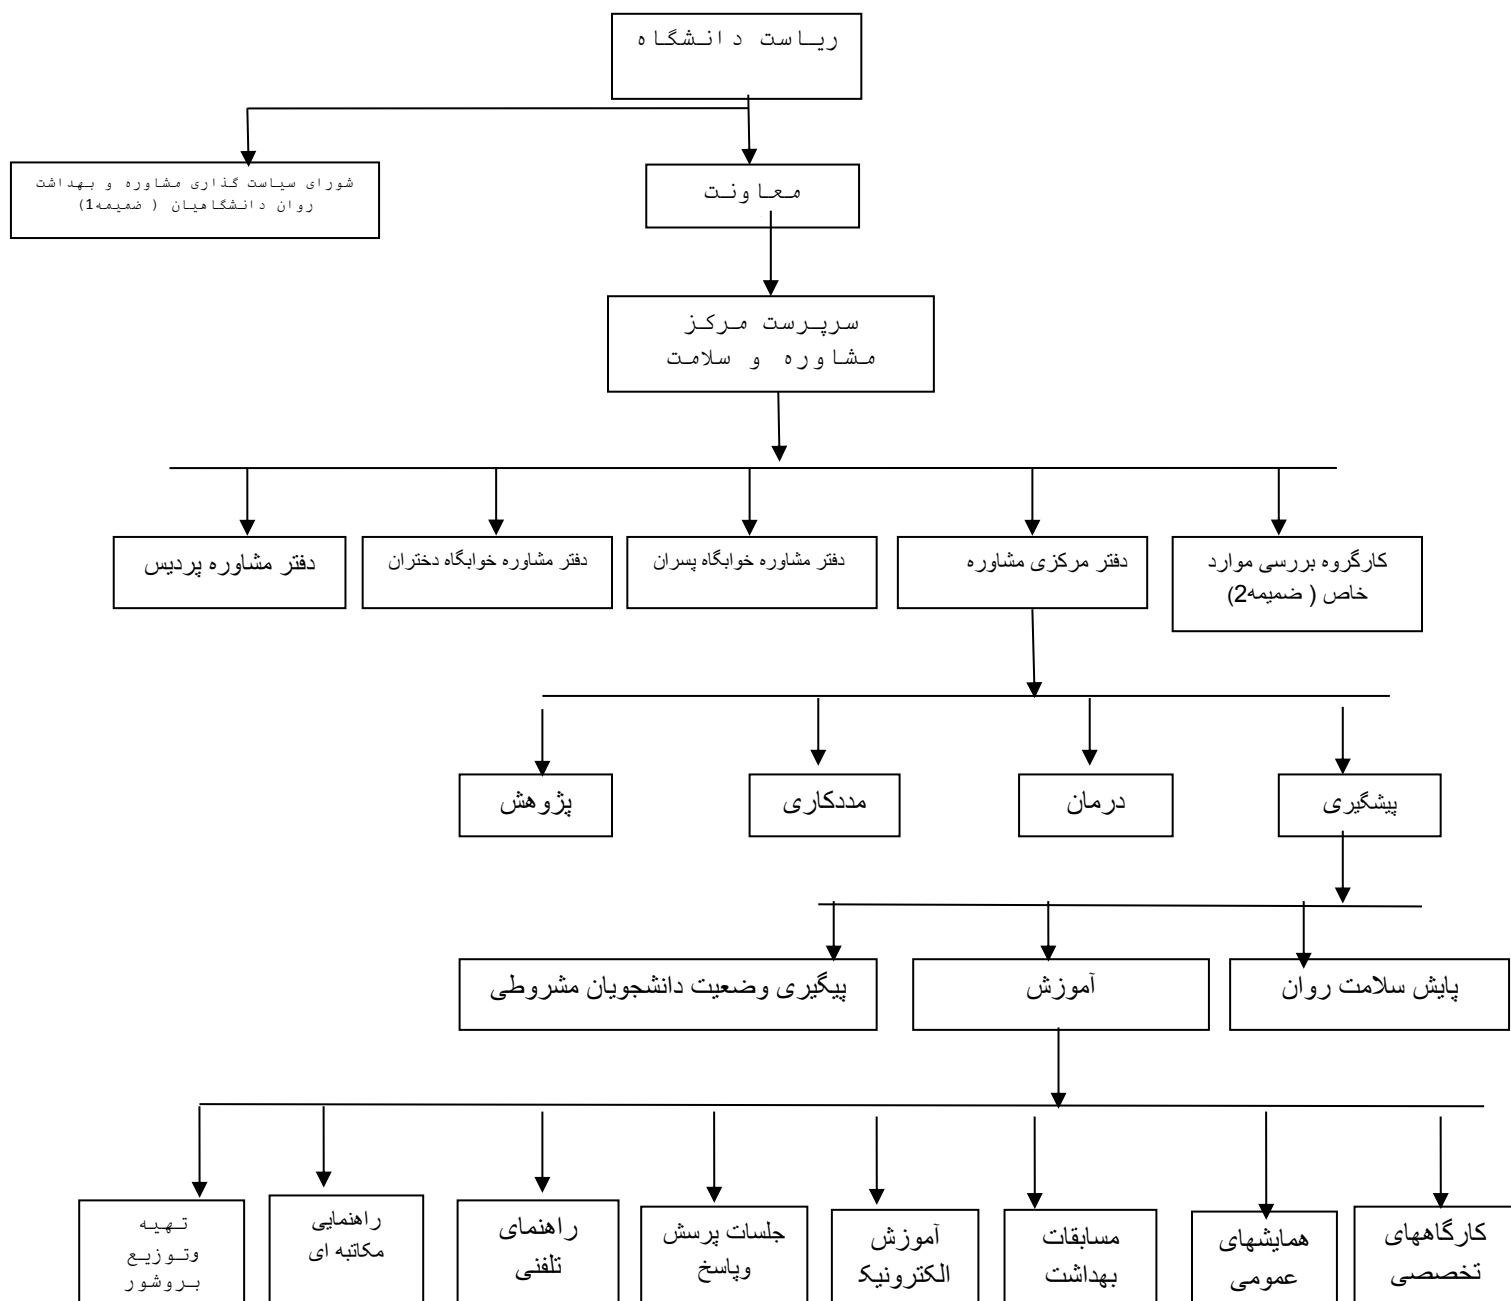 ریاست دانشگاه
شورای سیاست گذاری مشاوره و بهداشت
روان دانشگاهیان ( ضمیمه1)
معاونت
سرپرست مرکز
مشاوره و سلامت
کارگروه بررسی موارد
خاص ( ضمیمه2)
دفتر مرکزی مشاوره
دفتر مشاوره خوابگاه پسران
دفتر مشاوره خوابگاه دختران
دفتر مشاوره پردیس
پیشگیری
درمان
مددکاری
پژوهش
پایش سلامت روان
آموزش
پیگیری وضعیت دانشجویان مشروطی
کارگاههای
تخصصی
همایشهای
عمومی
مسابقات
بهداشت
آموزش
الکترونیک
جلسات پرسش
وپاسخ
راهنمای
تلفنی
راهنمایی
مکاتبه ای
تهیه
وتوزیع
بروشور